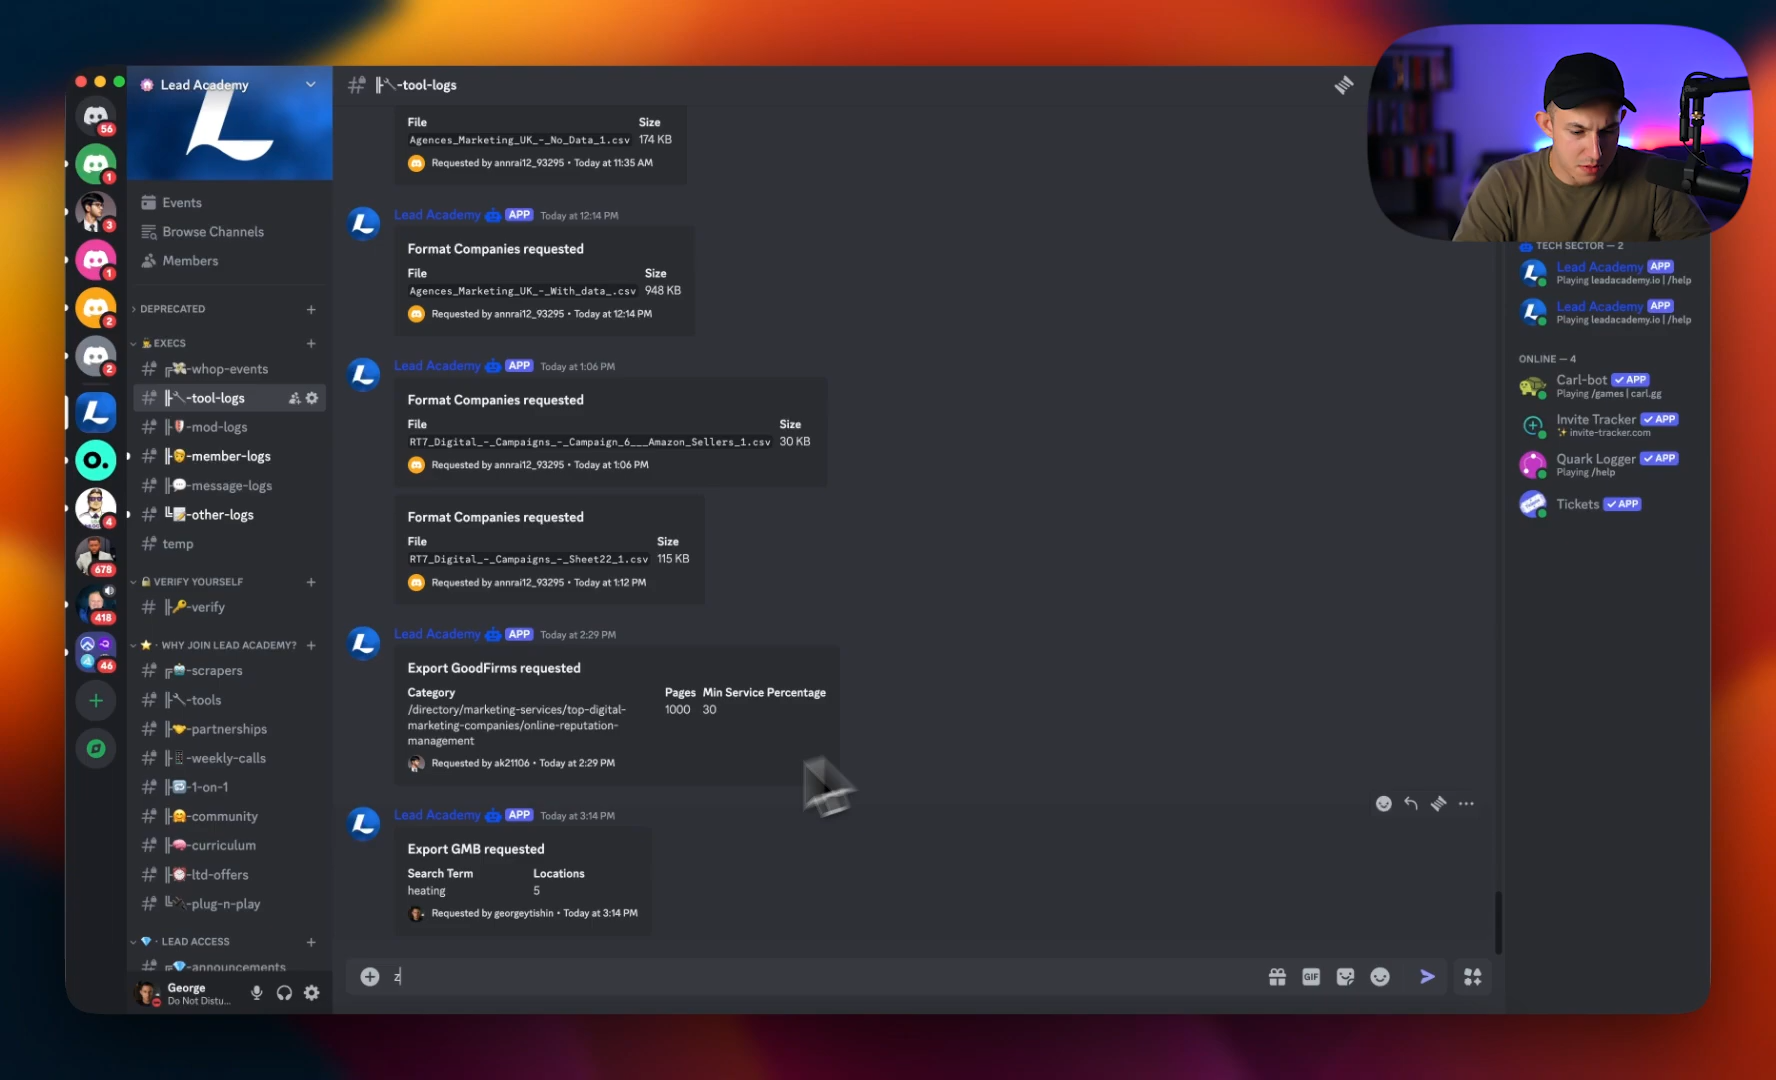 Lead Academy
Events
Browse Channels
Members
DEPRECATED
EXECS
-whop-events
-tool-logs
-mod-logs
-member-logs
-message-logs
-other-logs
temp
VERIFY YOURSELF
-verify
· WHY JOIN LEAD ACADEMY?
-scrapers
-tools
-partnerships
-weekly-calls
-1-on-1
-community
-curriculum
-ltd-offers
-plug-n-play
· LEAD ACCESS
-announcements
George
Do Not Distu...
56
1
3
1
2
2
4
678
418
46
-tool-logs
File Size
Agences_Marketing_UK_-_No_Data_1.csv 174 KB
Requested by annrai12_93295 • Today at 11:35 AM
Lead Academy APP Today at 12:14 PM
Format Companies requested
File Size
Agences_Marketing_UK_-_With_data_.csv 948 KB
Requested by annrai12_93295 • Today at 12:14 PM
Lead Academy APP Today at 1:06 PM
Format Companies requested
File Size
RT7_Digital_-_Campaigns_-_Campaign_6___Amazon_Sellers_1.csv 30 KB
Requested by annrai12_93295 • Today at 1:06 PM
Format Companies requested
File Size
RT7_Digital_-_Campaigns_-_Sheet22_1.csv 115 KB
Requested by annrai12_93295 • Today at 1:12 PM
Lead Academy APP Today at 2:29 PM
Export GoodFirms requested
Category Pages Min Service Percentage
/directory/marketing-services/top-digital- 1000 30
marketing-companies/online-reputation-
management
Requested by ak21106 • Today at 2:29 PM
Lead Academy APP Today at 3:14 PM
Export GMB requested
Search Term Locations
heating 5
Requested by georgeytishin • Today at 3:14 PM
z
GIF
TECH SECTOR — 2
Lead Academy APP
Playing leadacademy.io | /help
Lead Academy APP
Playing leadacademy.io | /help
ONLINE — 4
Carl-bot APP
Playing /games | carl.gg
Invite Tracker APP
invite-tracker.com
Quark Logger APP
Playing /help
Tickets APP